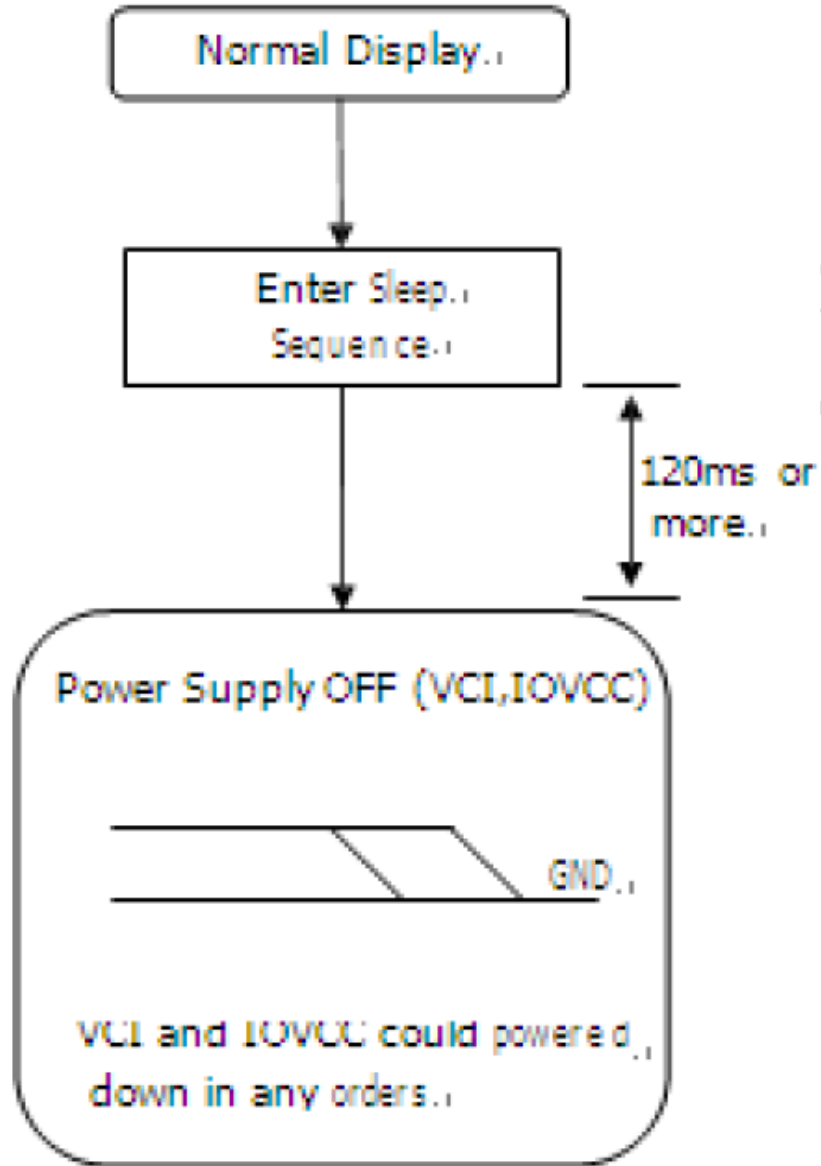 Normal Display.
Enter Sleep.
Sequence.
120ms or
more.
Power Supply OFF (VCI,IOVCC)
GND.
VCI and IOVCC could powered
down in any orders.